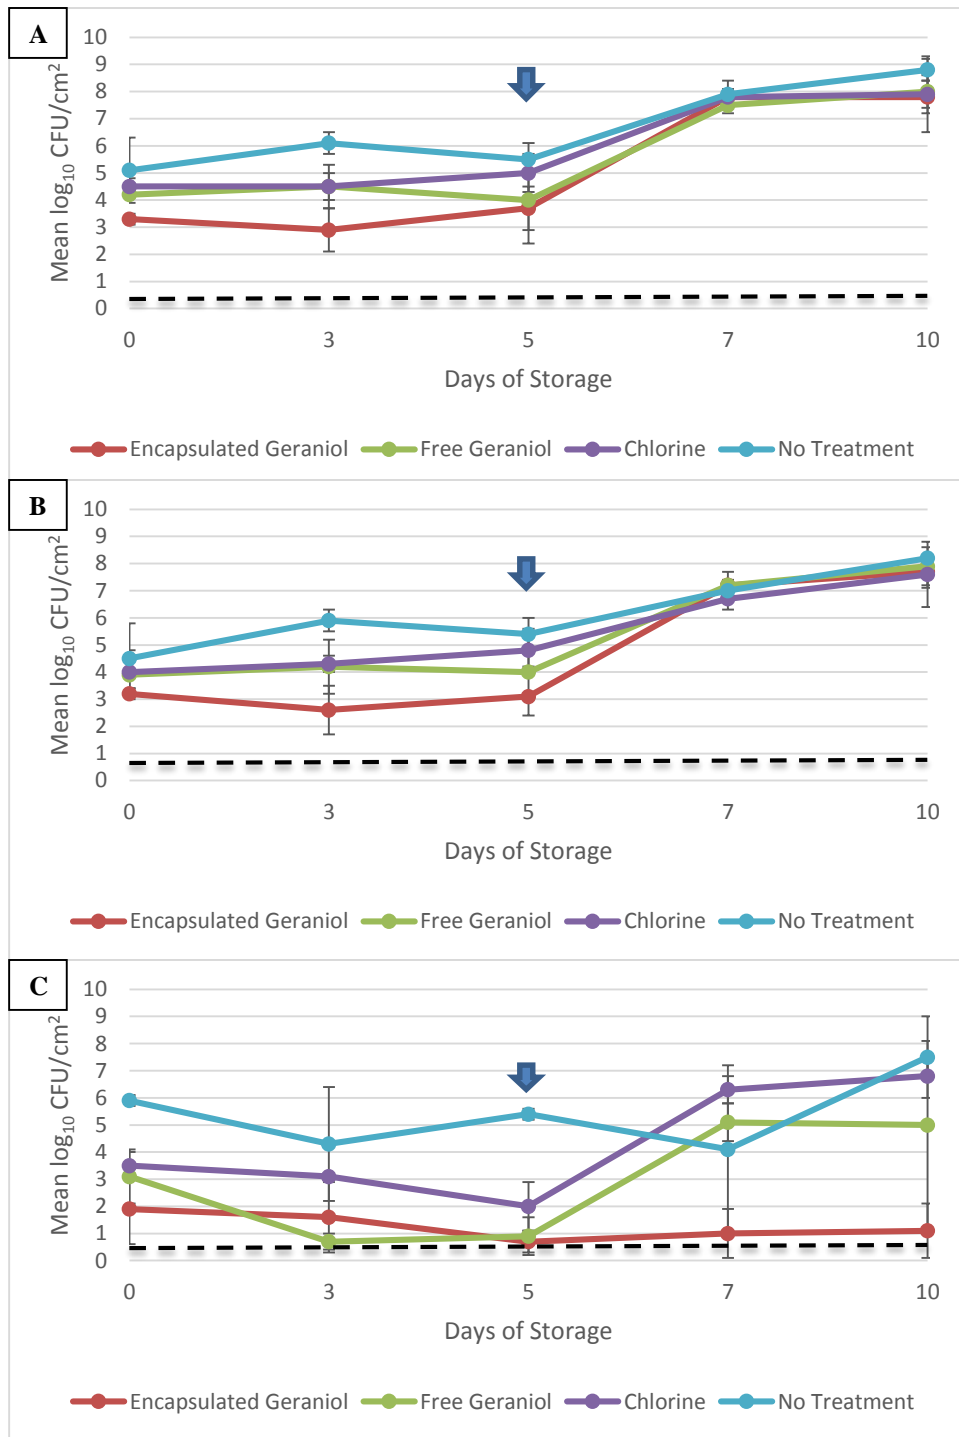 A
10
9
8
7
6
5
4
3
2
1
0
Mean log₁₀ CFU/cm²
0 3 5 7 10
Days of Storage
Encapsulated Geraniol Free Geraniol Chlorine No Treatment
B
10
9
8
7
6
5
4
3
2
1
0
Mean log₁₀ CFU/cm²
0 3 5 7 10
Days of Storage
Encapsulated Geraniol Free Geraniol Chlorine No Treatment
C
10
9
8
7
6
5
4
3
2
1
0
Mean log₁₀ CFU/cm²
0 3 5 7 10
Days of Storage
Encapsulated Geraniol Free Geraniol Chlorine No Treatment